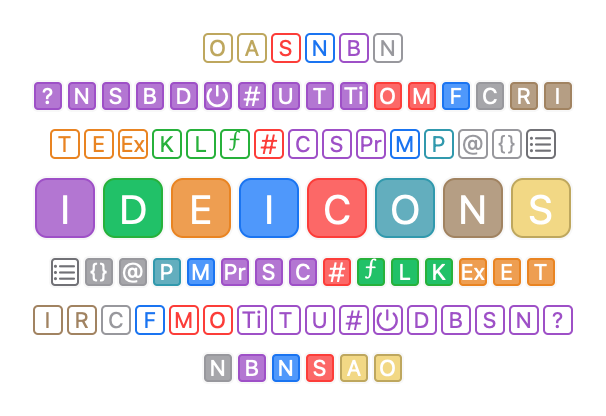 O A S N B N
? N S B D ⏻ # U T Ti O M F C R I
T E Ex K L ƒ # C S Pr M P @ {}
I D E I C O N S
{} @ P M Pr S C # ƒ L K Ex E T
I R C F M O Ti T U # ⏻ D B S N ?
N B N S A O